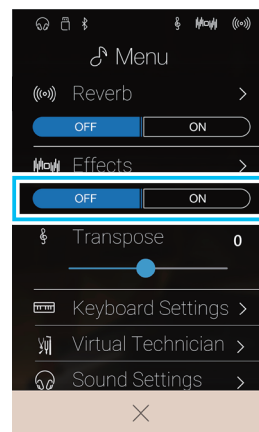 Menu
Reverb
OFF ON
Effects
OFF ON
Transpose 0
Keyboard Settings
Virtual Technician
Sound Settings